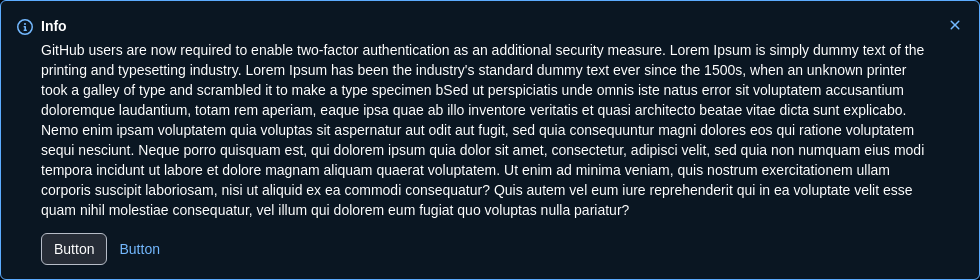 Info
GitHub users are now required to enable two-factor authentication as an additional security measure. Lorem Ipsum is simply dummy text of the
printing and typesetting industry. Lorem Ipsum has been the industry's standard dummy text ever since the 1500s, when an unknown printer
took a galley of type and scrambled it to make a type specimen bSed ut perspiciatis unde omnis iste natus error sit voluptatem accusantium
doloremque laudantium, totam rem aperiam, eaque ipsa quae ab illo inventore veritatis et quasi architecto beatae vitae dicta sunt explicabo.
Nemo enim ipsam voluptatem quia voluptas sit aspernatur aut odit aut fugit, sed quia consequuntur magni dolores eos qui ratione voluptatem
sequi nesciunt. Neque porro quisquam est, qui dolorem ipsum quia dolor sit amet, consectetur, adipisci velit, sed quia non numquam eius modi
tempora incidunt ut labore et dolore magnam aliquam quaerat voluptatem. Ut enim ad minima veniam, quis nostrum exercitationem ullam
corporis suscipit laboriosam, nisi ut aliquid ex ea commodi consequatur? Quis autem vel eum iure reprehenderit qui in ea voluptate velit esse
quam nihil molestiae consequatur, vel illum qui dolorem eum fugiat quo voluptas nulla pariatur?
Button Button